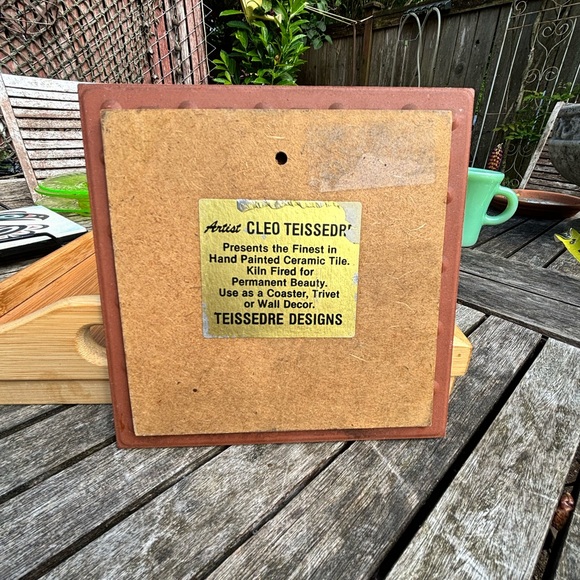 Artist CLEO TEISSEDRE
Presents the Finest in
Hand Painted Ceramic Tile.
Kiln Fired for
Permanent Beauty.
Use as a Coaster, Trivet
or Wall Decor.
TEISSEDRE DESIGNS